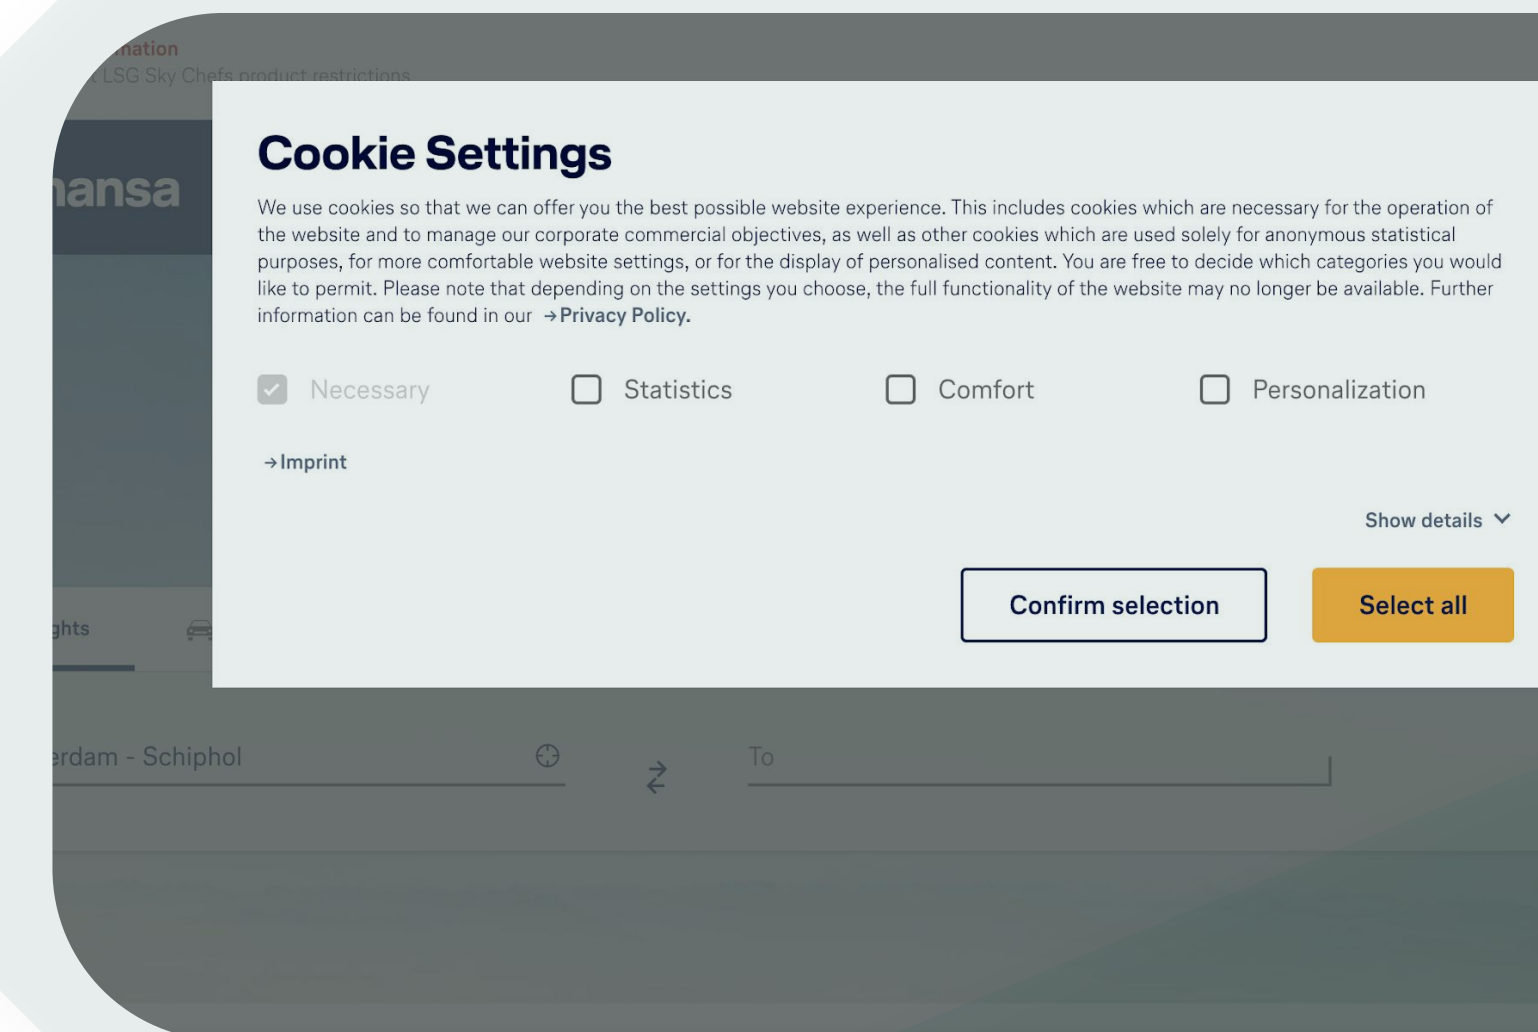 LSG Sky Chefs product restrictions
Cookie Settings
We use cookies so that we can offer you the best possible website experience. This includes cookies which are necessary for the operation of
the website and to manage our corporate commercial objectives, as well as other cookies which are used solely for anonymous statistical
purposes, for more comfortable website settings, or for the display of personalised content. You are free to decide which categories you would
like to permit. Please note that depending on the settings you choose, the full functionality of the website may no longer be available. Further
information can be found in our → Privacy Policy.
Necessary
Statistics
Comfort
Personalization
→ Imprint
Show details
Confirm selection
Select all
- Schiphol
To